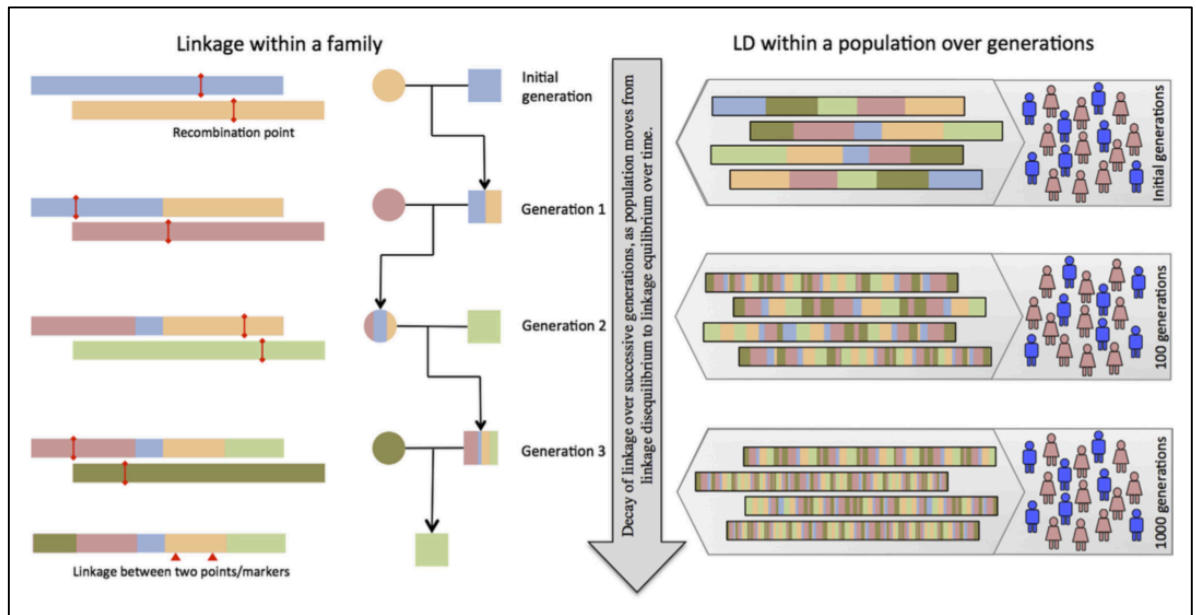 Linkage within a family
Recombination point
Initial
generation
Generation 1
Generation 2
Generation 3
Linkage between two points/markers
Decay of linkage over successive generations, as population moves from
linkage disequilibrium to linkage equilibrium over time.
LD within a population over generations
Initial generations
100 generations
1000 generations